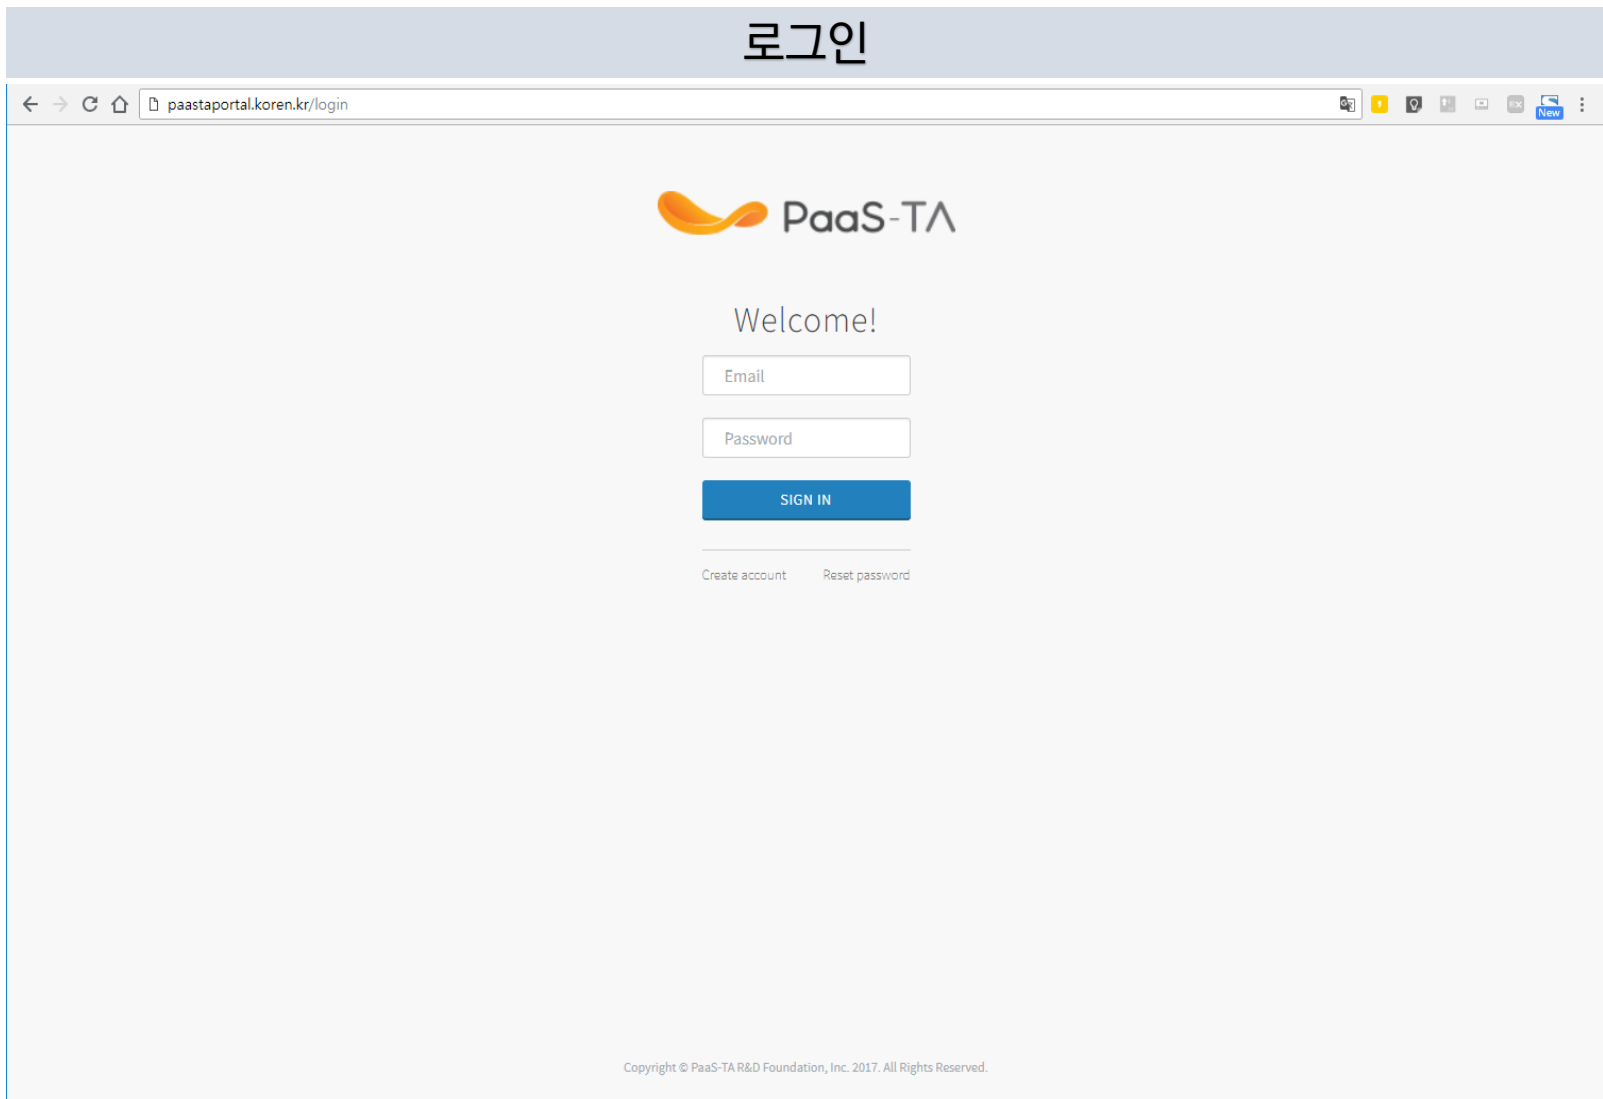 로그인
paastaportal.koren.kr/login
New
PaaS-TA
Welcome!
Email
Password
SIGN IN
Create account Reset password
Copyright © PaaS-TA R&D Foundation, Inc. 2017. All Rights Reserved.